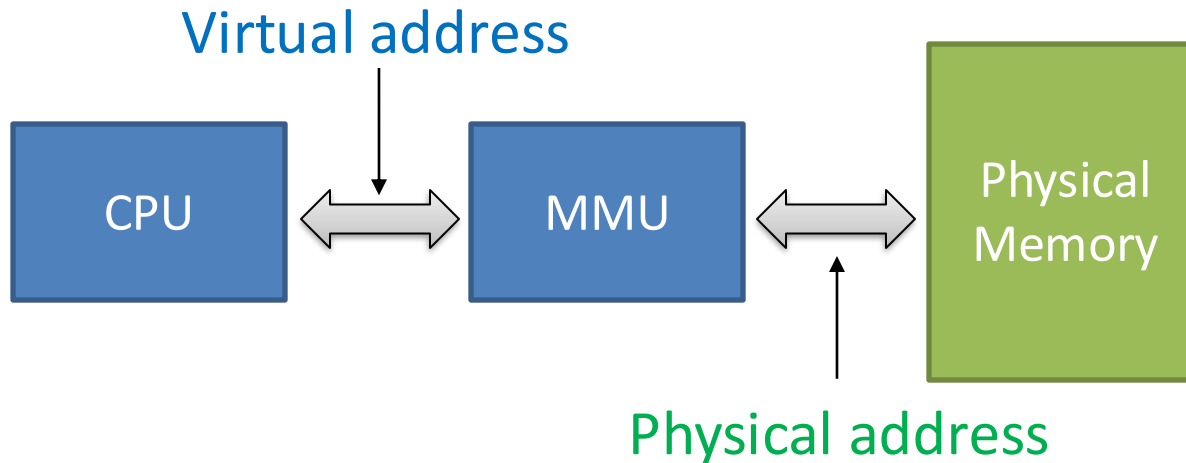 Virtual address
CPU
MMU
Physical
Memory
Physical address